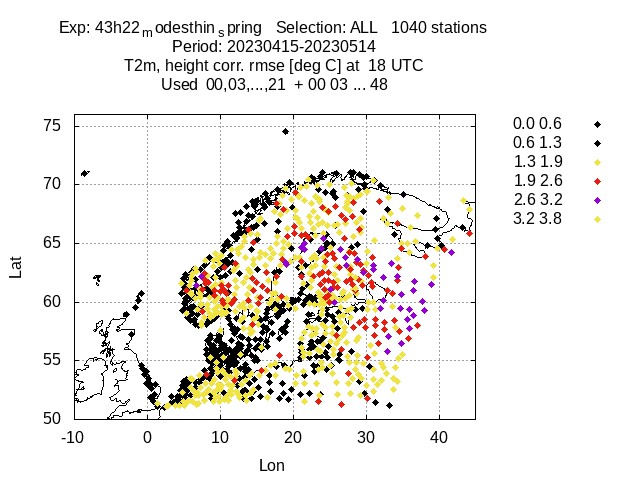 Exp: 43h22modesthinspring Selection: ALL 1040 stations
Period: 20230415-20230514
T2m, height corr. rmse [deg C] at 18 UTC
Used 00,03,...,21 + 00 03 ... 48
75
70
65
60
55
50
Lat
-10 0 10 20 30 40
Lon
0.0 0.6
0.6 1.3
1.3 1.9
1.9 2.6
2.6 3.2
3.2 3.8